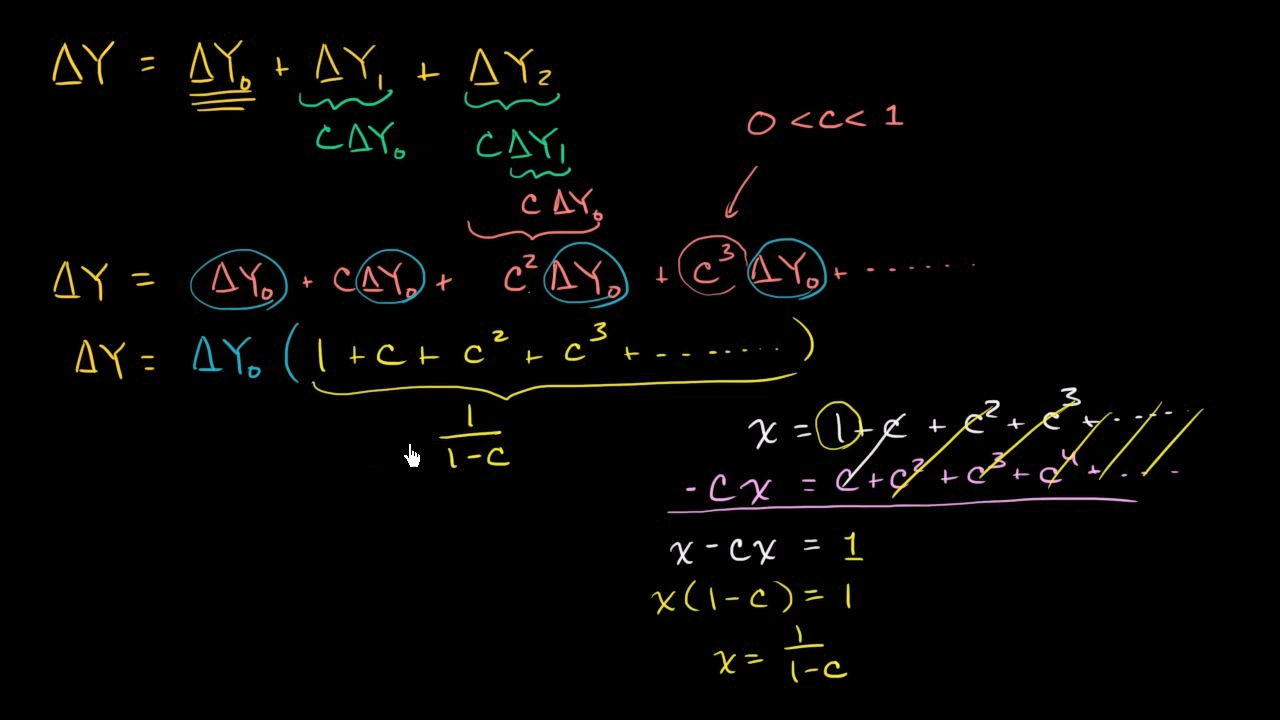 ΔY = ΔY₀ + ΔY₁ + ΔY₂
CΔY₀ CΔY₁
0 < c < 1
CΔY₀
ΔY = ΔY₀ + CΔY₀ + C²ΔY₀ + C³ΔY₀ + .......
ΔY = ΔY₀ (1 + c + c² + c³ + ........)
1/(1-c)
x = 1 + c + c² + c³ + .....
-cx = c + c² + c³ + c⁴ + ....
x - cx = 1
x(1-c) = 1
x = 1/(1-c)